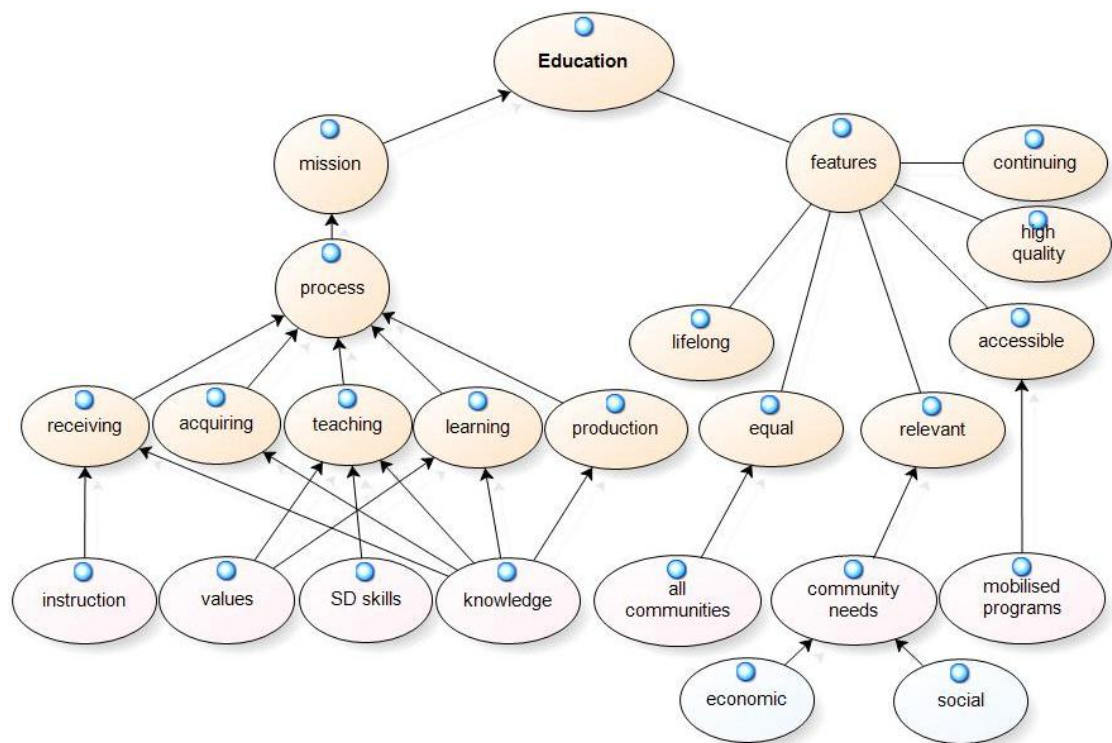 Education
mission
features
continuing
high
quality
process
lifelong
accessible
receiving
acquiring
teaching
learning
production
equal
relevant
instruction
values
SD skills
knowledge
all
communities
community
needs
mobilised
programs
economic
social